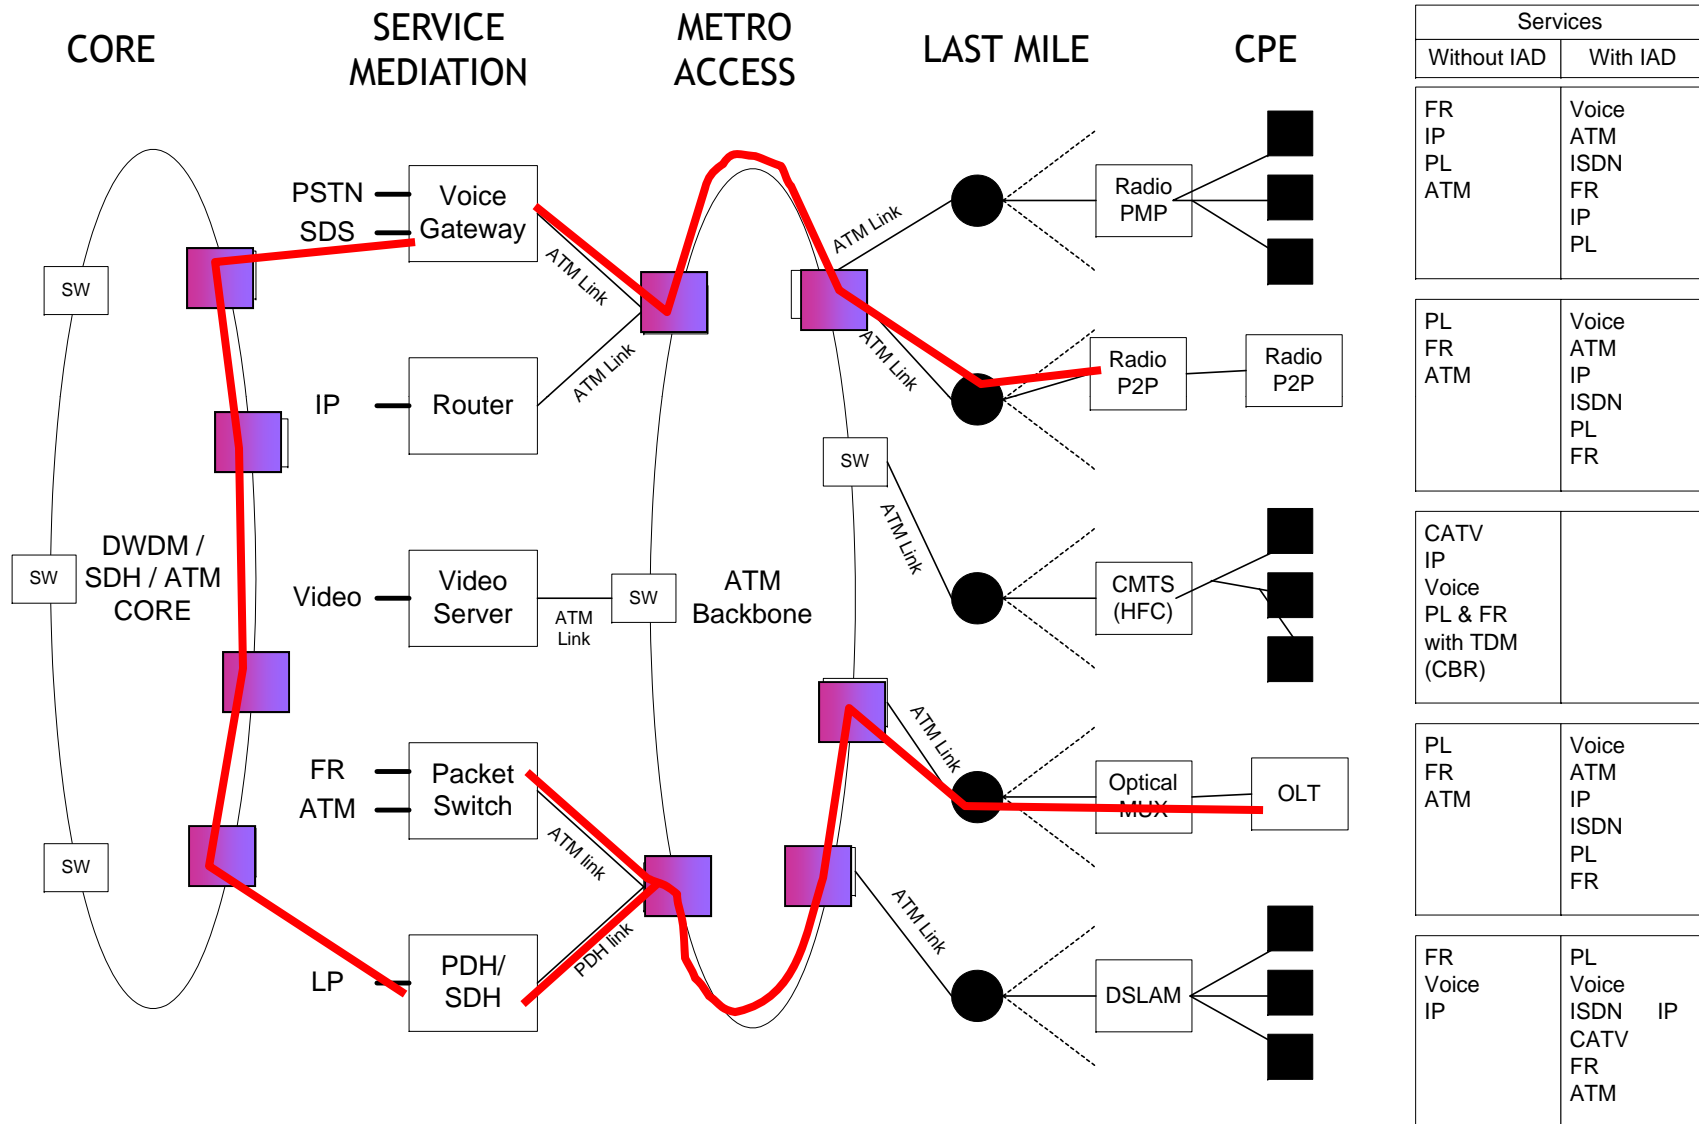 CORE
SERVICE
MEDIATION
METRO
ACCESS
LAST MILE
CPE
Services
Without IAD
With IAD
PSTN
SDS
Voice
Gateway
ATM Link
ATM Link
IP
Router
SW
SW
SW
DWDM /
SDH / ATM
CORE
Video
Video
Server
ATM
Link
SW
ATM
Backbone
FR
ATM
Packet
Switch
ATM link
PDH link
LP
PDH/
SDH
ATM Link
Radio
PMP
ATM Link
Radio
P2P
Radio
P2P
SW
ATM Link
CMTS
(HFC)
ATM Link
Optical
MUX
OLT
ATM Link
DSLAM
FR
IP
PL
ATM
Voice
ATM
ISDN
FR
IP
PL
PL
FR
ATM
Voice
ATM
IP
ISDN
PL
FR
CATV
IP
Voice
PL & FR
with TDM
(CBR)
PL
FR
ATM
Voice
ATM
IP
ISDN
PL
FR
FR
Voice
IP
PL
Voice
ISDN IP
CATV
FR
ATM